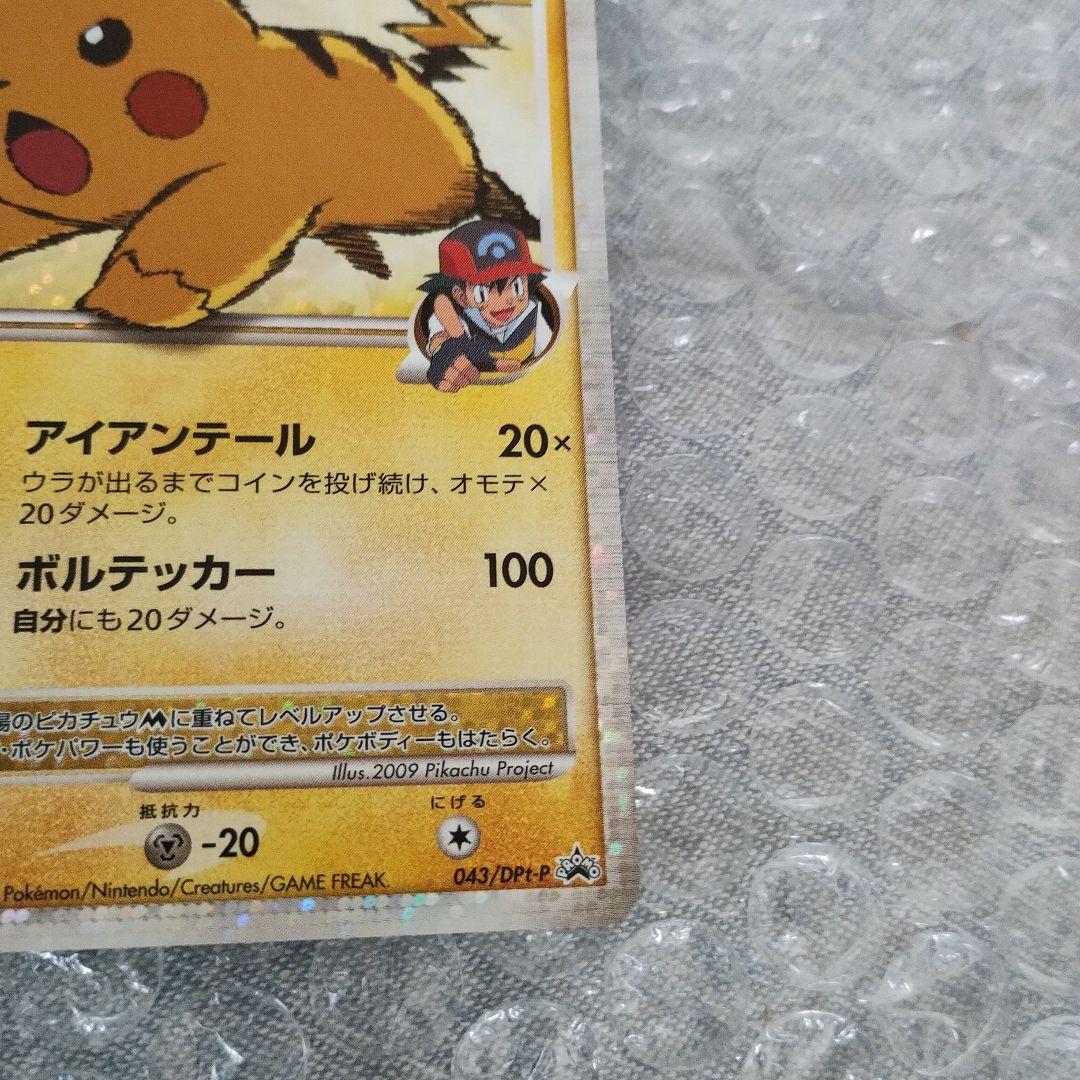 アイアンテール 20×
ウラが出るまでコインを投げ続け、オモテ×
20ダメージ。
ボルテッカー 100
自分にも20ダメージ。
場のピカチュウMに重ねてレベルアップさせる。
・ポケパワーも使うことができ、ポケボディーもはたらく。
Illus.2009 Pikachu Project
抵抗力 にげる
-20
Pokémon/Nintendo/Creatures/GAME FREAK.
043/DPt-P PROMO